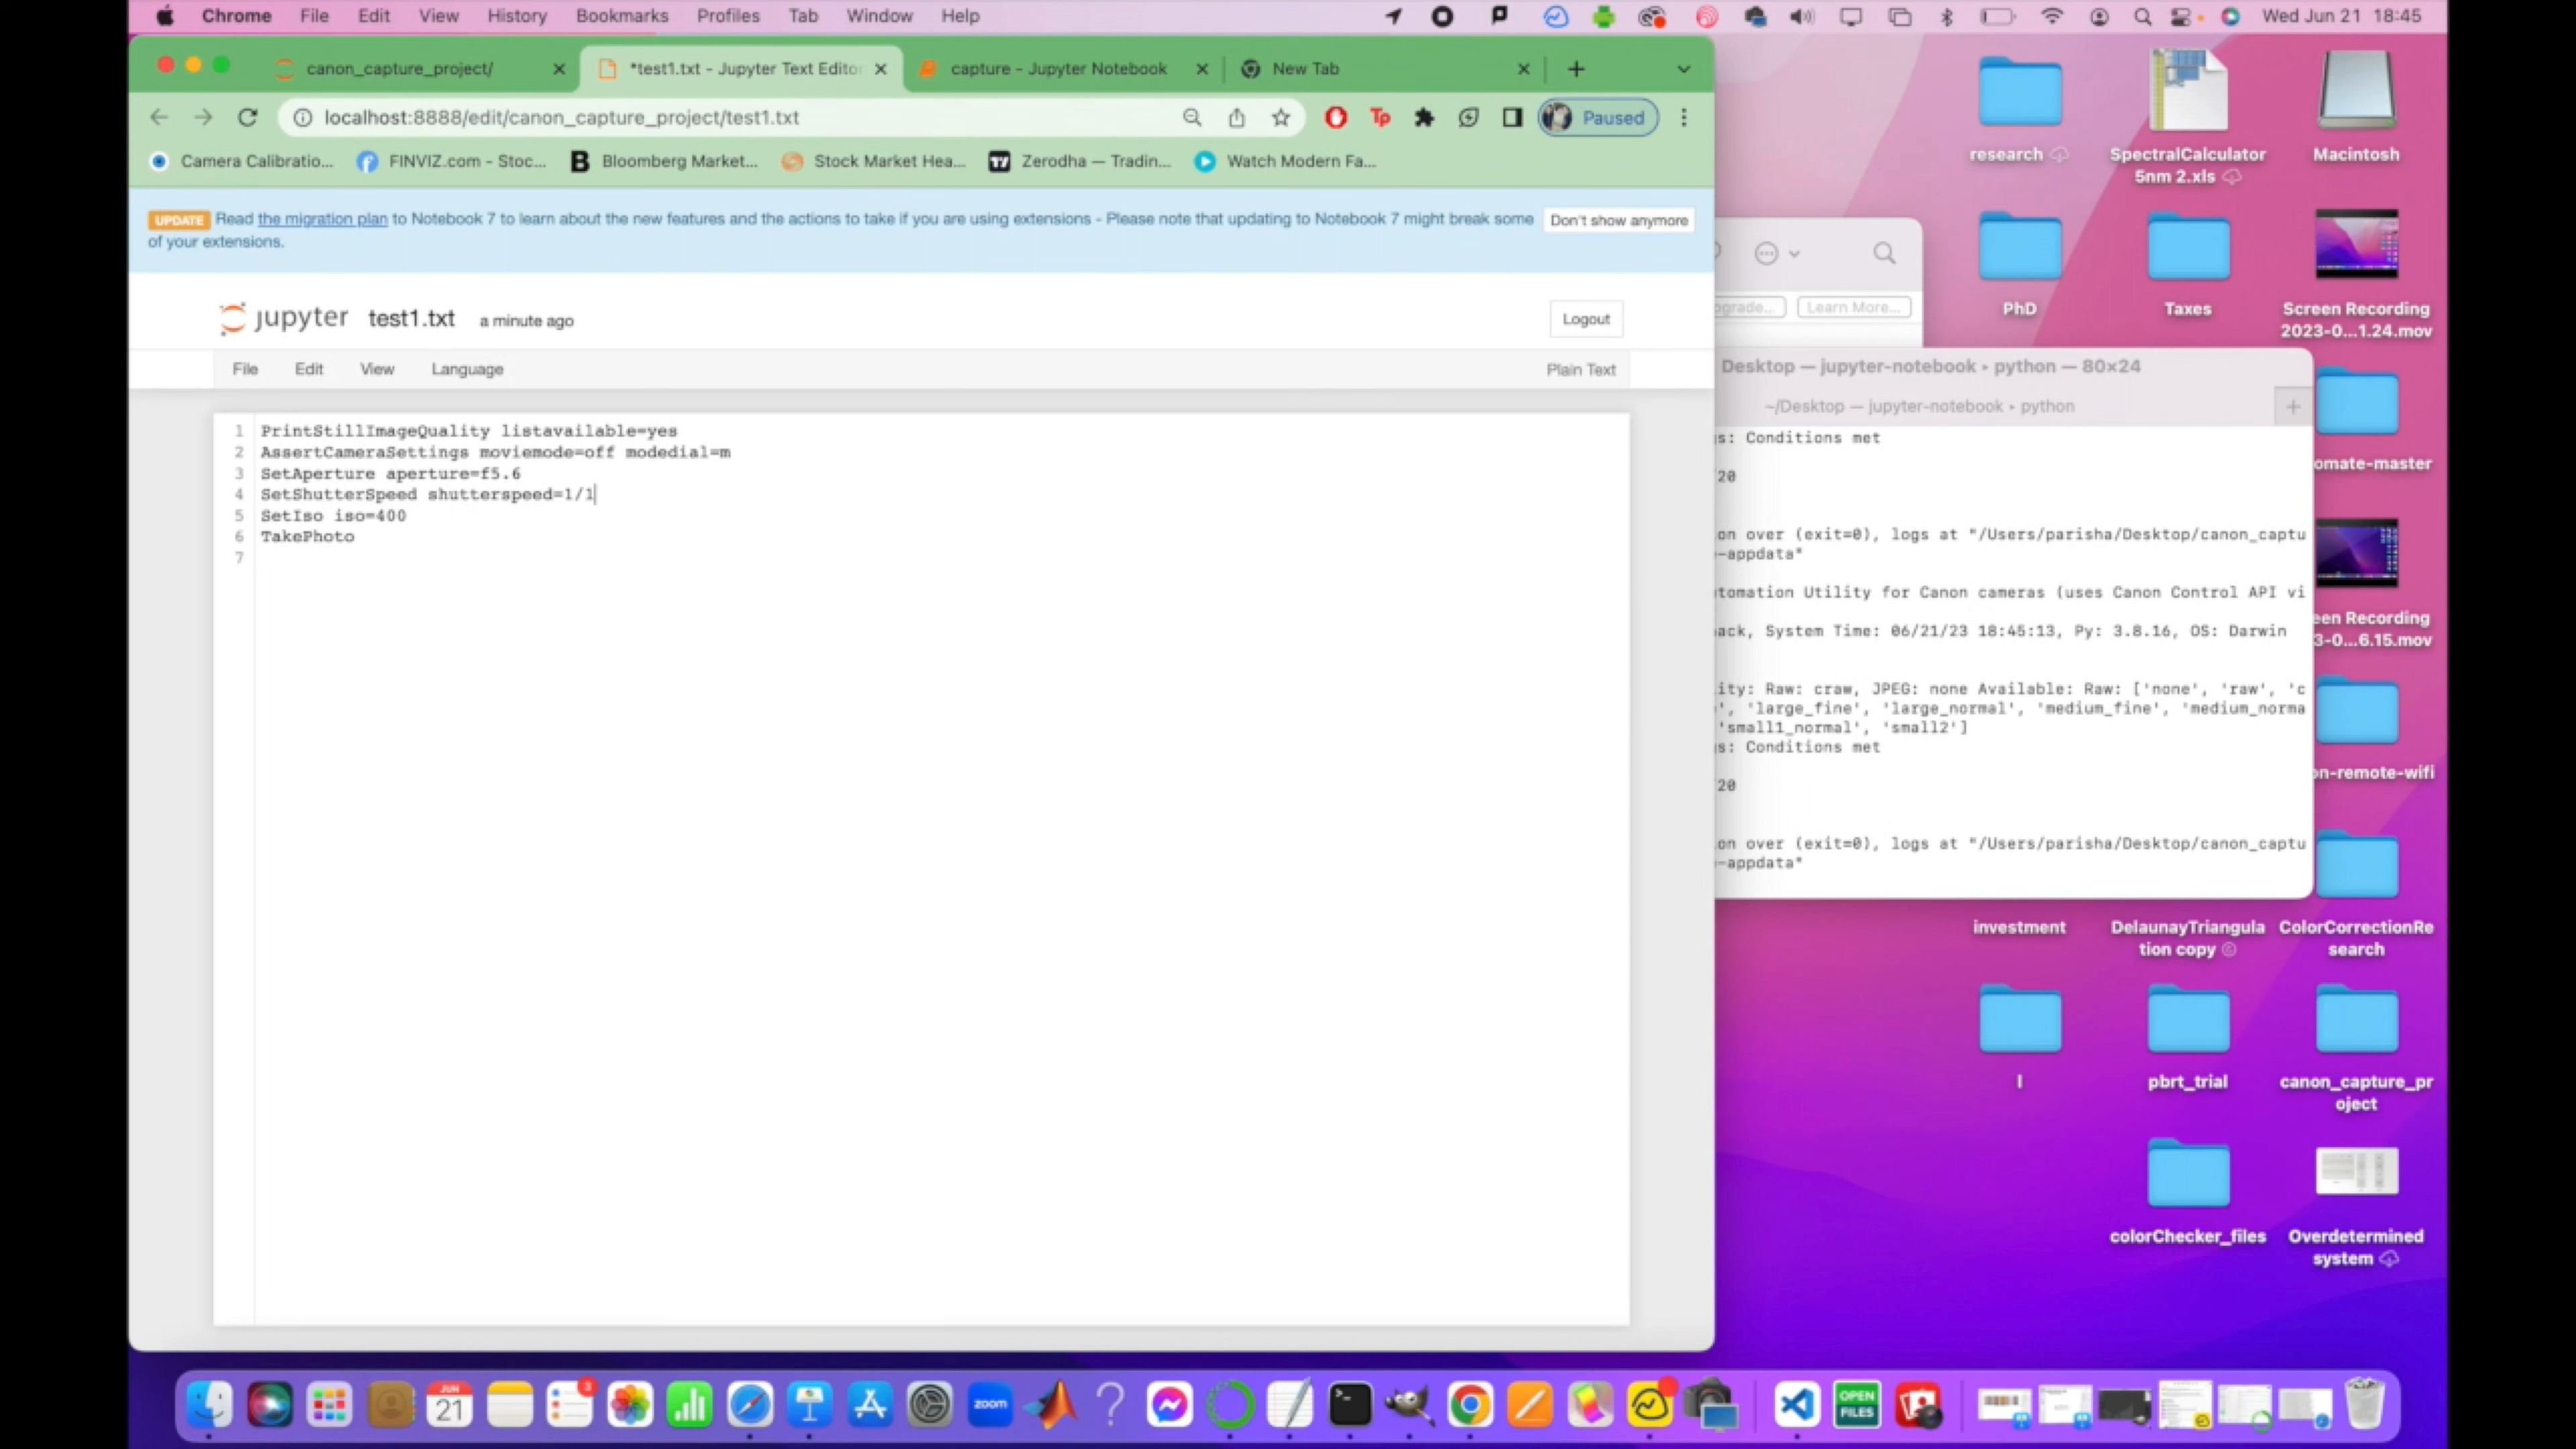 Chrome File Edit View History Bookmarks Profiles Tab Window Help Wed Jun 21 18:45
canon_capture_project/ *test1.txt - Jupyter Text Editor capture - Jupyter Notebook New Tab
localhost:8888/edit/canon_capture_project/test1.txt Tp Paused
Camera Calibratio... FINVIZ.com - Stoc... B Bloomberg Market... Stock Market Hea... Zerodha — Tradin... Watch Modern Fa...
UPDATE Read the migration plan to Notebook 7 to learn about the new features and the actions to take if you are using extensions - Please note that updating to Notebook 7 might break some
of your extensions.
Don't show anymore
jupyter test1.txt a minute ago
Logout
File Edit View Language
Plain Text
1 PrintStillImageQuality listavailable=yes
2 AssertCameraSettings moviemode=off modedial=m
3 SetAperture aperture=f5.6
4 SetShutterSpeed shutterspeed=1/1
5 SetIso iso=400
6 TakePhoto
7
Learn More...
Desktop — jupyter-notebook • python — 80×24
~/Desktop — jupyter-notebook • python
s: Conditions met
20
on over (exit=0), logs at "/Users/parisha/Desktop/canon_captu
-appdata"
tomation Utility for Canon cameras (uses Canon Control API vi
ack, System Time: 06/21/23 18:45:13, Py: 3.8.16, OS: Darwin
ity: Raw: craw, JPEG: none Available: Raw: ['none', 'raw', 'c
', 'large_fine', 'large_normal', 'medium_fine', 'medium_norma
'small1_normal', 'small2']
s: Conditions met
20
on over (exit=0), logs at "/Users/parisha/Desktop/canon_captu
-appdata"
research
SpectralCalculator
5nm 2.xls
Macintosh
PhD
Taxes
Screen Recording
2023-0...1.24.mov
omate-master
een Recording
3-0...6.15.mov
on-remote-wifi
investment
DelaunayTriangula
tion copy
ColorCorrectionRe
search
l
pbrt_trial
canon_capture_pr
oject
colorChecker_files
Overdetermined
system
JUN
21
3
zoom
OPEN
FILES